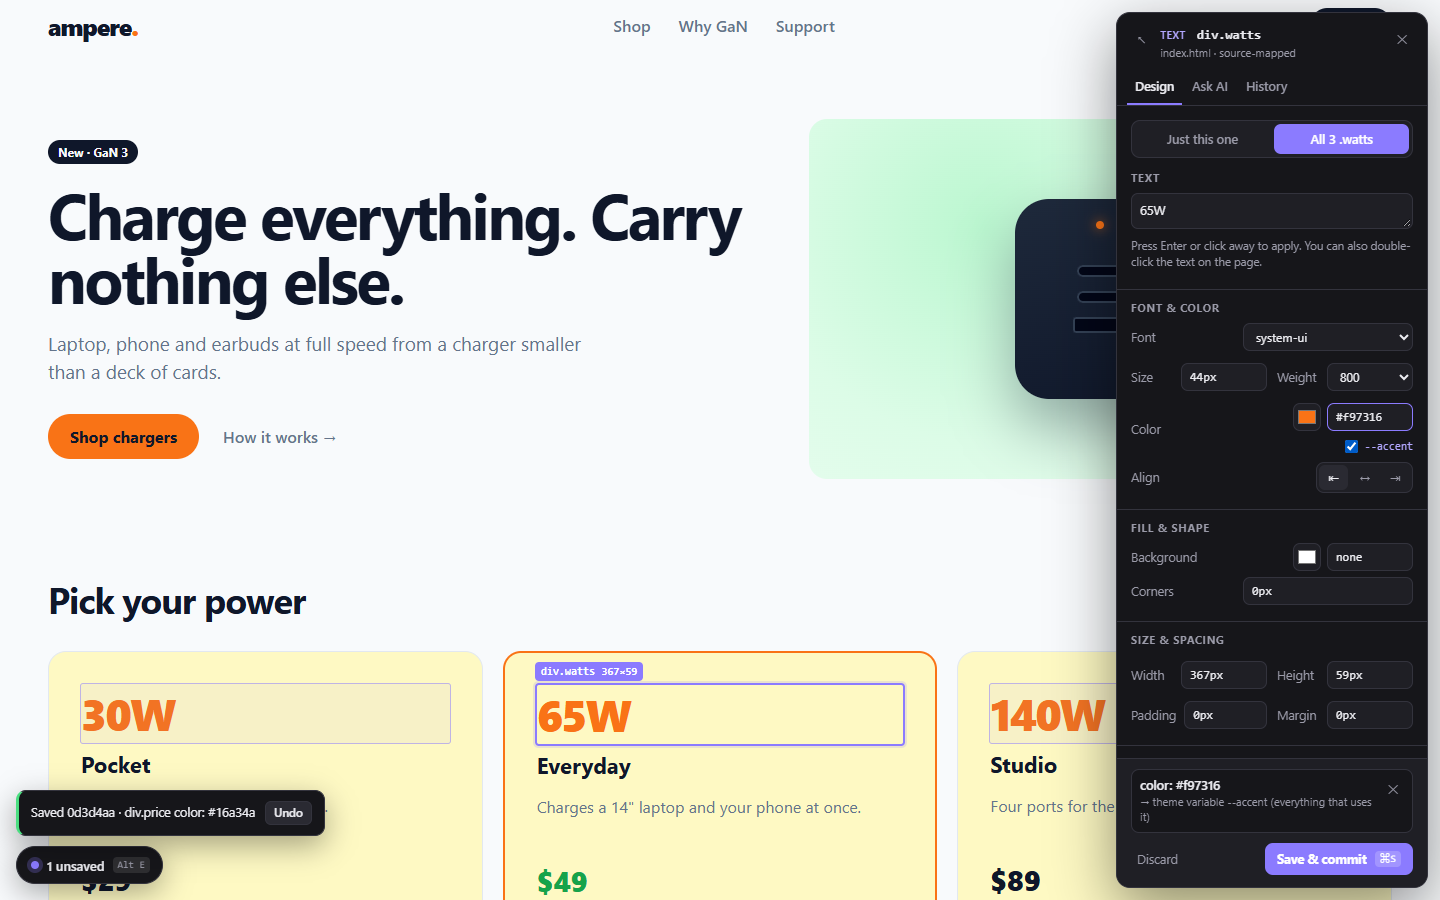 ampere.
Shop
Why GaN
Support
New · GaN 3
Charge everything. Carry
nothing else.
Laptop, phone and earbuds at full speed from a charger smaller
than a deck of cards.
Shop chargers
How it works →
Pick your power
30W
Pocket
div.watts 367×59
65W
Everyday
Charges a 14" laptop and your phone at once.
$49
140W
Studio
Four ports for the
$89
Saved 0d3d4aa · div.price color: #16a34a
Undo
1 unsaved
Alt E
$29
TEXT div.watts
index.html · source-mapped
Design
Ask AI
History
Just this one
All 3 .watts
TEXT
65W
Press Enter or click away to apply. You can also double-
click the text on the page.
FONT & COLOR
Font
system-ui
Size
44px
Weight
800
Color
#f97316
--accent
Align
FILL & SHAPE
Background
none
Corners
0px
SIZE & SPACING
Width
367px
Height
59px
Padding
0px
Margin
0px
color: #f97316
→ theme variable --accent (everything that uses
it)
Discard
Save & commit
⌘S